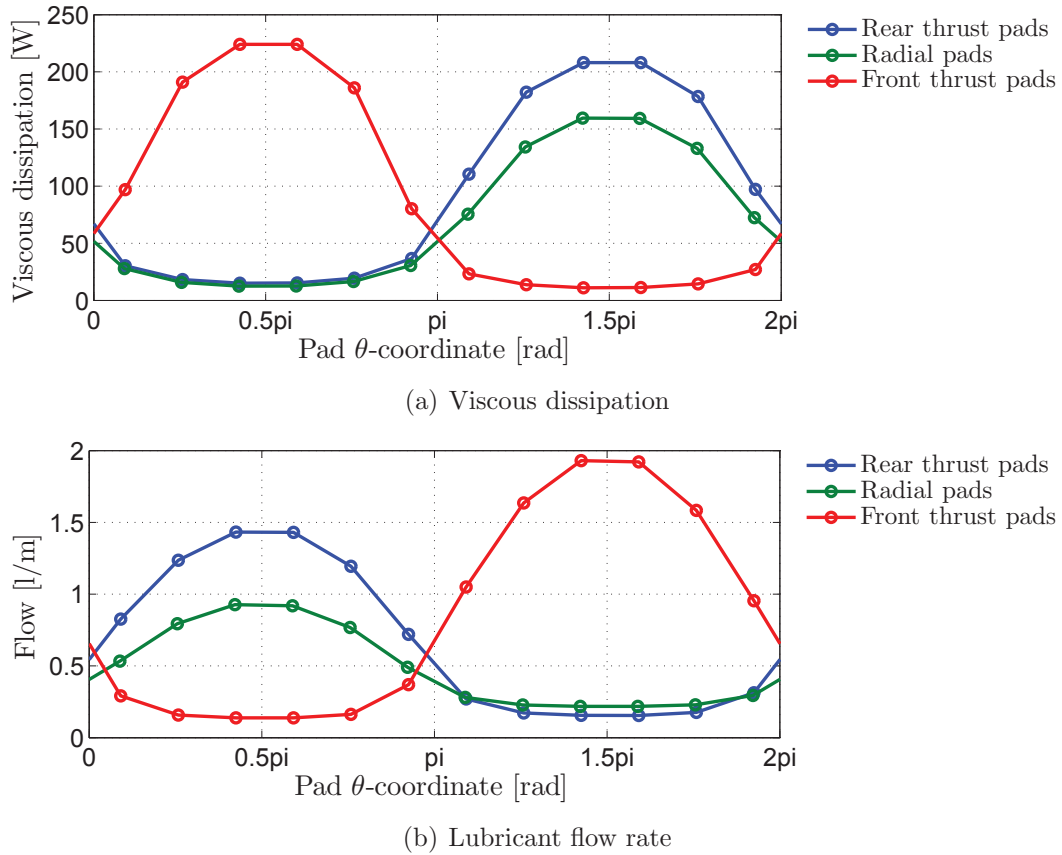 250
200
150
100
50
0
Viscous dissipation [W]
0 0.5pi pi 1.5pi 2pi
Pad θ-coordinate [rad]
Rear thrust pads
Radial pads
Front thrust pads
(a) Viscous dissipation
2
1.5
1
0.5
0
Flow [l/m]
0 0.5pi pi 1.5pi 2pi
Pad θ-coordinate [rad]
Rear thrust pads
Radial pads
Front thrust pads
(b) Lubricant flow rate